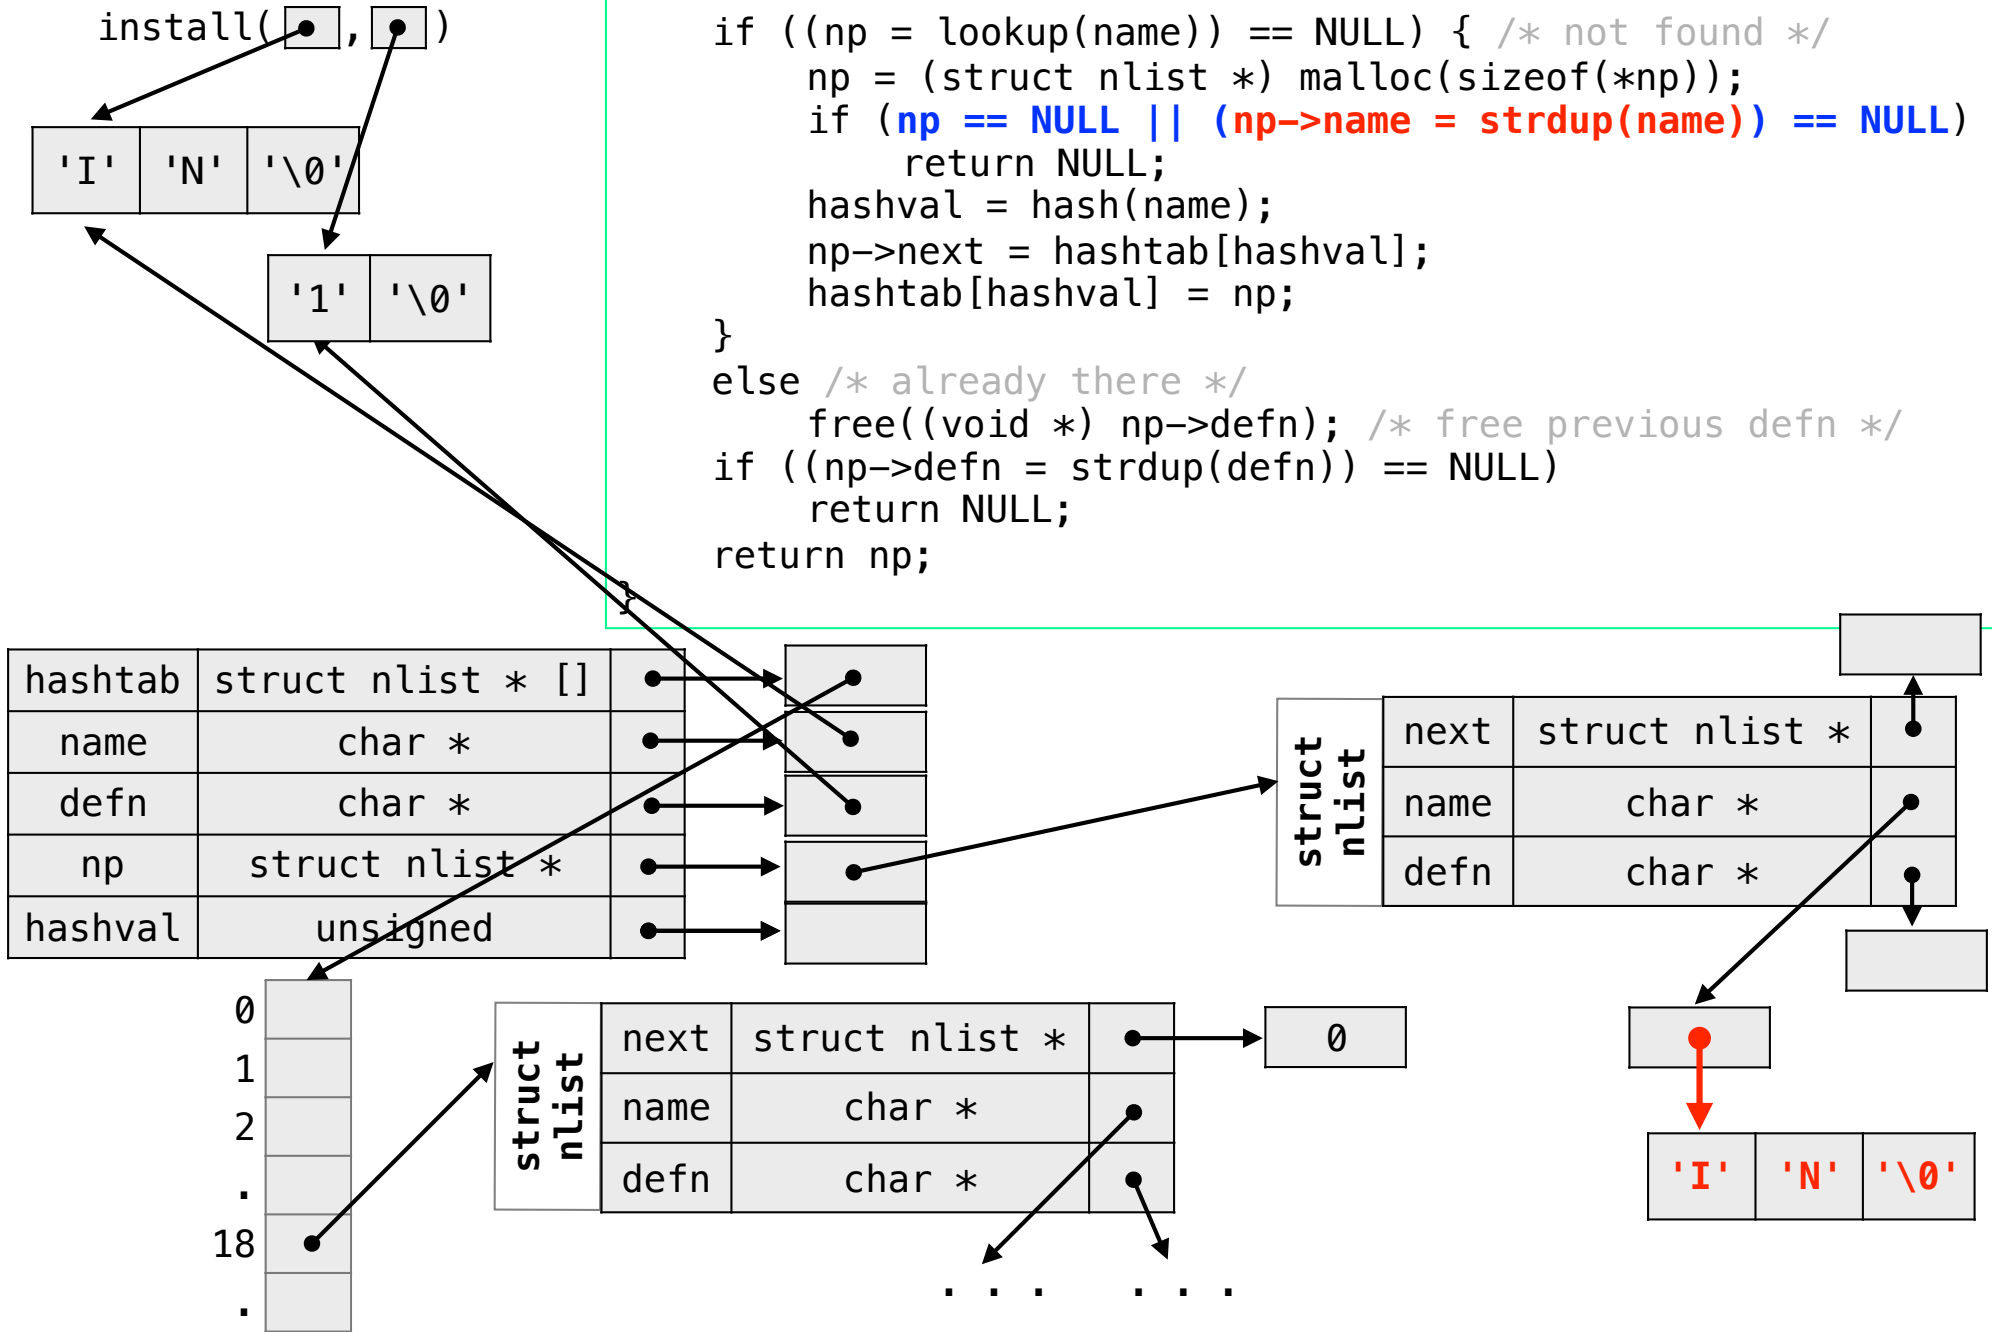 install( , )
'I' 'N' '\0'
'1' '\0'
if ((np = lookup(name)) == NULL) { /* not found */
np = (struct nlist *) malloc(sizeof(*np));
if (np == NULL || (np->name = strdup(name)) == NULL)
return NULL;
hashval = hash(name);
np->next = hashtab[hashval];
hashtab[hashval] = np;
}
else /* already there */
free((void *) np->defn); /* free previous defn */
if ((np->defn = strdup(defn)) == NULL)
return NULL;
return np;
}
hashtab struct nlist * []
name char *
defn char *
np struct nlist *
hashval unsigned
struct
nlist
next struct nlist *
name char *
defn char *
0
1
2
.
18
.
struct
nlist
next struct nlist *
name char *
defn char *
0
. . . . . .
'I' 'N' '\0'